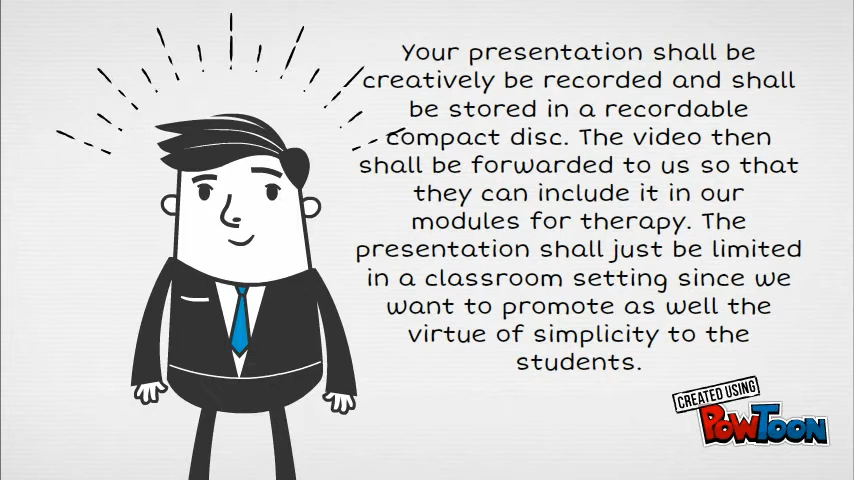 Your presentation shall be
creatively be recorded and shall
be stored in a recordable
compact disc. The video then
shall be forwarded to us so that
they can include it in our
modules for therapy. The
presentation shall just be limited
in a classroom setting since we
want to promote as well the
virtue of simplicity to the
students.
CREATED USING
POWTOON